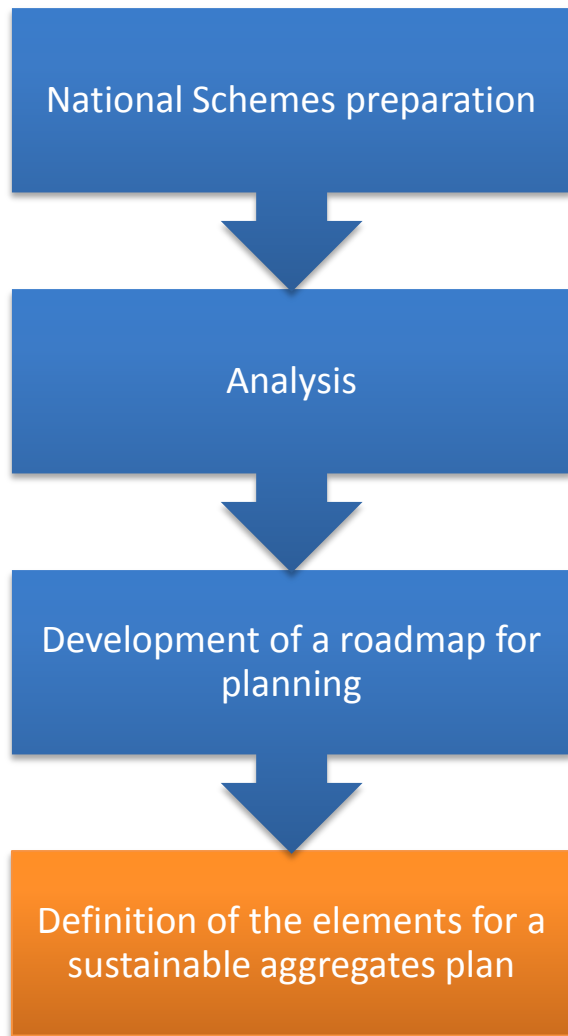 National Schemes preparation
Analysis
Development of a roadmap for
planning
Definition of the elements for a
sustainable aggregates plan